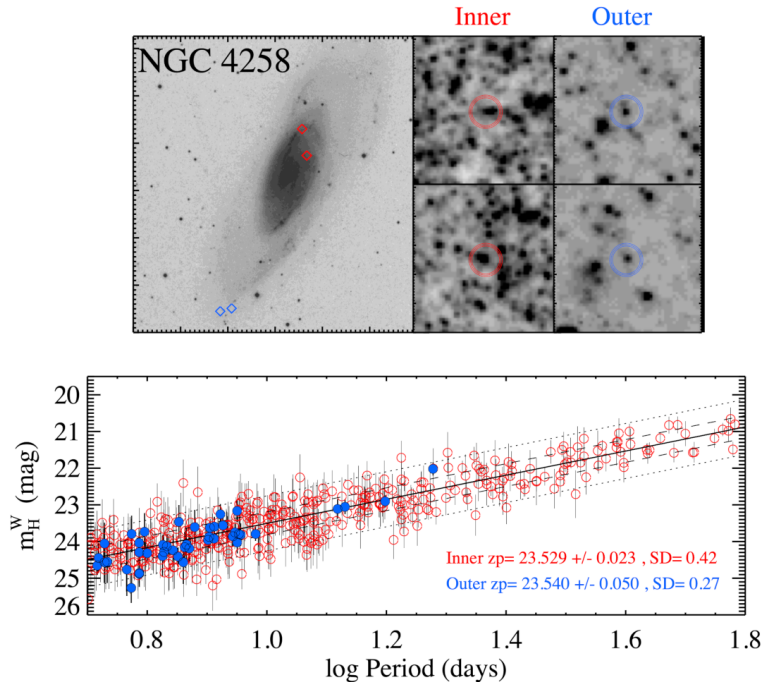 Inner Outer
NGC 4258
20
21
22
23
24
25
26
m_H^W (mag)
Inner zp= 23.529 +/- 0.023 , SD= 0.42
Outer zp= 23.540 +/- 0.050 , SD= 0.27
0.8 1.0 1.2 1.4 1.6 1.8
log Period (days)